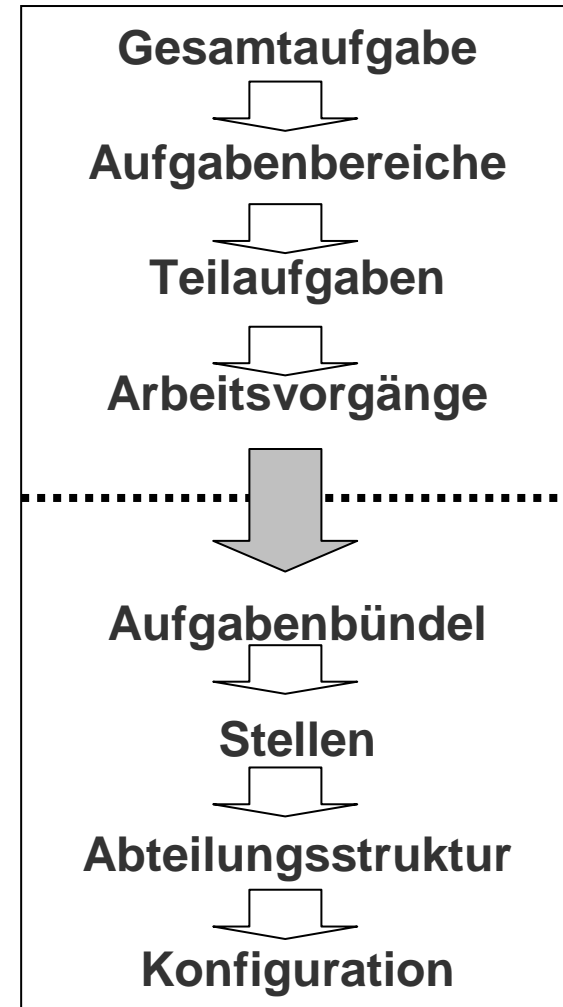 Gesamtaufgabe
Aufgabenbereiche
Teilaufgaben
Arbeitsvorgänge
Aufgabenbündel
Stellen
Abteilungsstruktur
Konfiguration